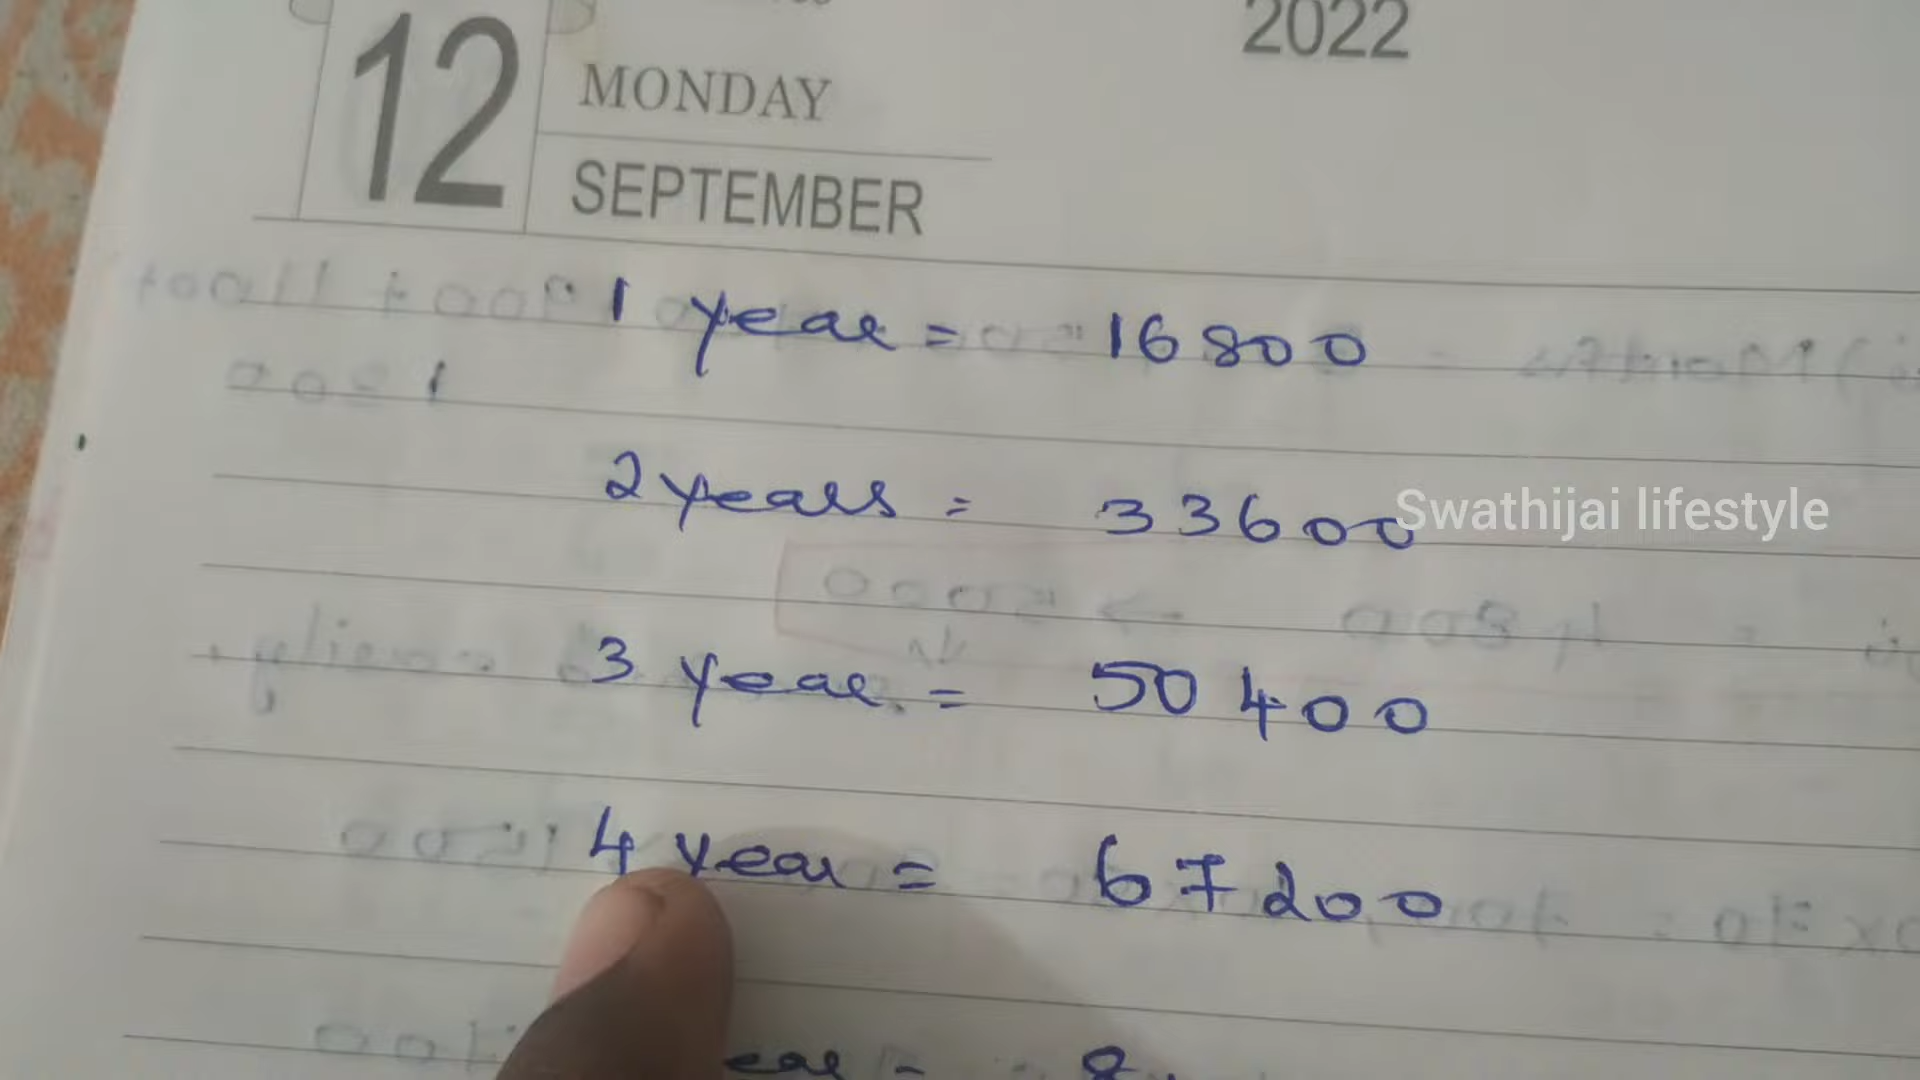 12
MONDAY
SEPTEMBER
2022
1 year = 16800
2 years = 33600
Swathijai lifestyle
3 year = 50400
4 year = 67200